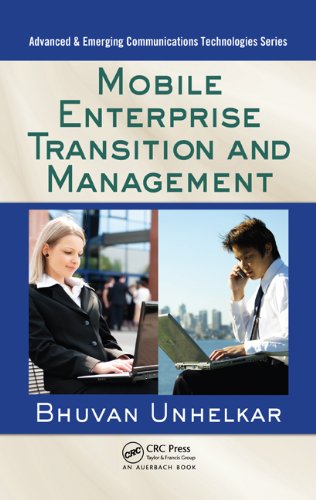 Advanced & Emerging Communications Technologies Series
Mobile
Enterprise
Transition and
Management
Bhuvan Unhelkar
CRC
CRC Press
Taylor & Francis Group
AN AUERBACH BOOK